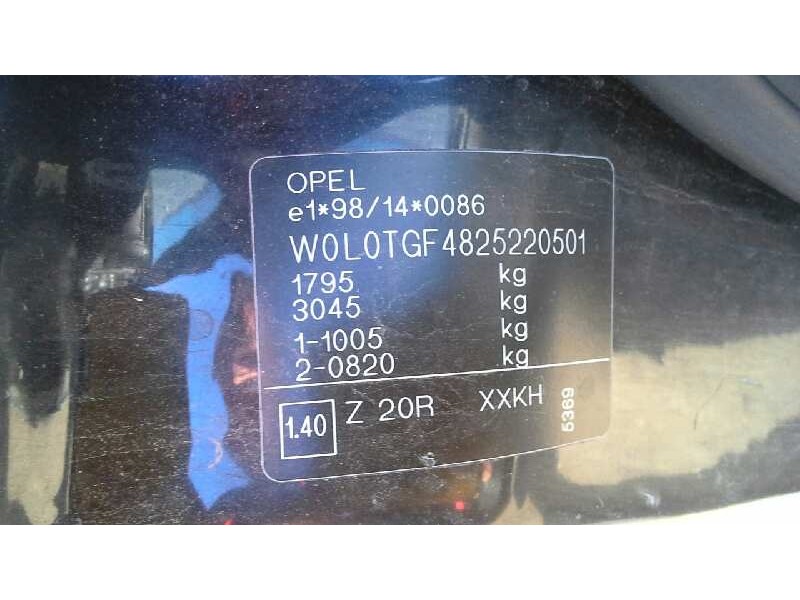 OPEL
e1*98/14*0086
W0L0TGF4825220501
1795 kg
3045 kg
1-1005 kg
2-0820 kg
1.40 Z 20R XXKH 5369